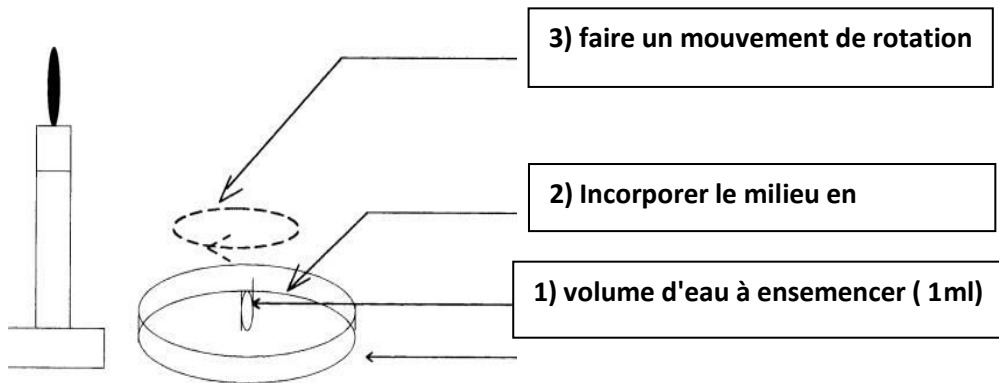 3) faire un mouvement de rotation
2) Incorporer le milieu en
1) volume d'eau à ensemencer ( 1ml)